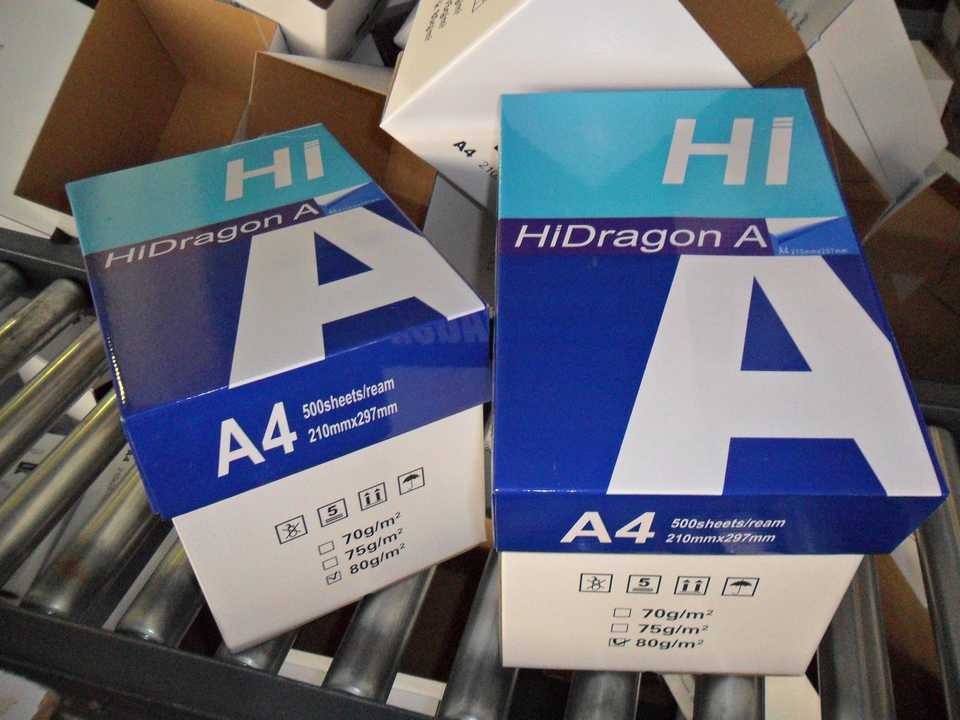 A4
Hi
HiDragon A
A
A4 500sheets/ream
210mmx297mm
5
70g/m²
75g/m²
80g/m²
Hi
HiDragon A
A4 210mmx297mm
A
A4 500sheets/ream
210mmx297mm
5
70g/m²
75g/m²
80g/m²